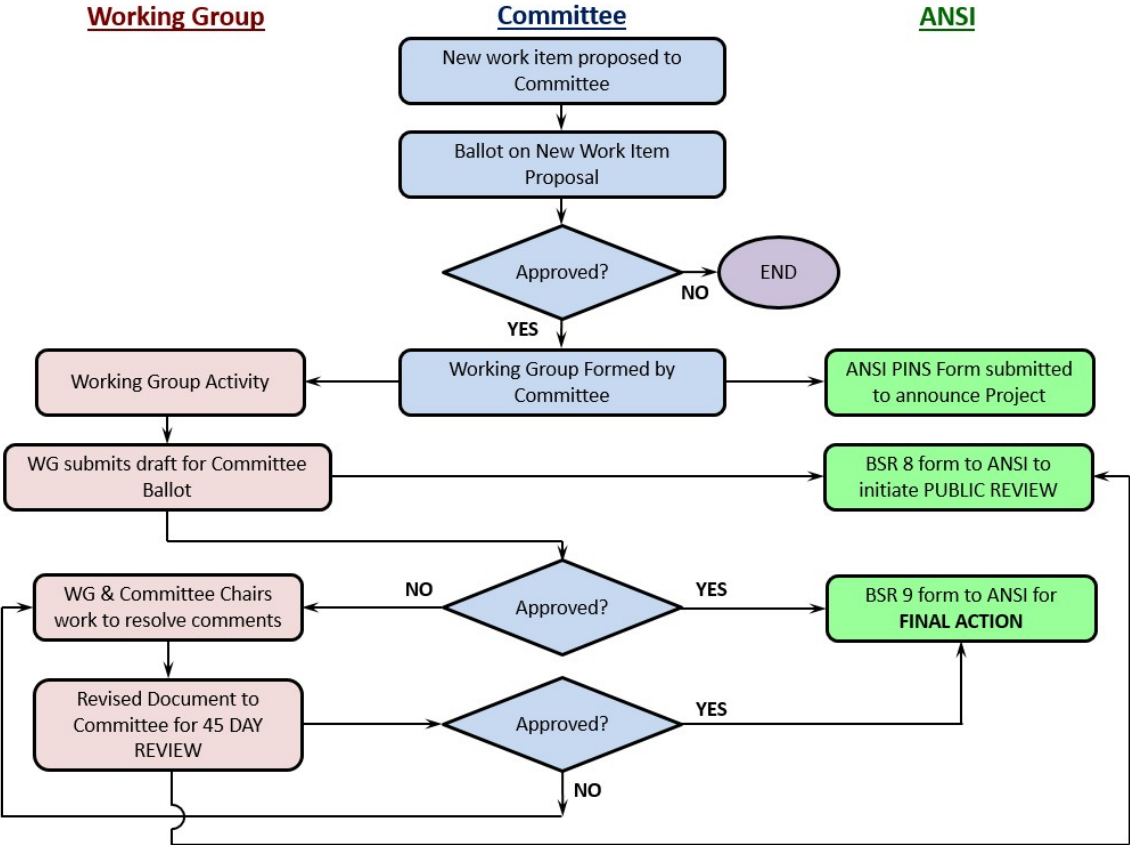 Working Group
Committee
ANSI
New work item proposed to
Committee
Ballot on New Work Item
Proposal
Approved?
END
NO
YES
Working Group Activity
Working Group Formed by
Committee
ANSI PINS Form submitted
to announce Project
WG submits draft for Committee
Ballot
BSR 8 form to ANSI to
initiate PUBLIC REVIEW
WG & Committee Chairs
work to resolve comments
NO
Approved?
YES
BSR 9 form to ANSI for
FINAL ACTION
Revised Document to
Committee for 45 DAY
REVIEW
Approved?
YES
NO